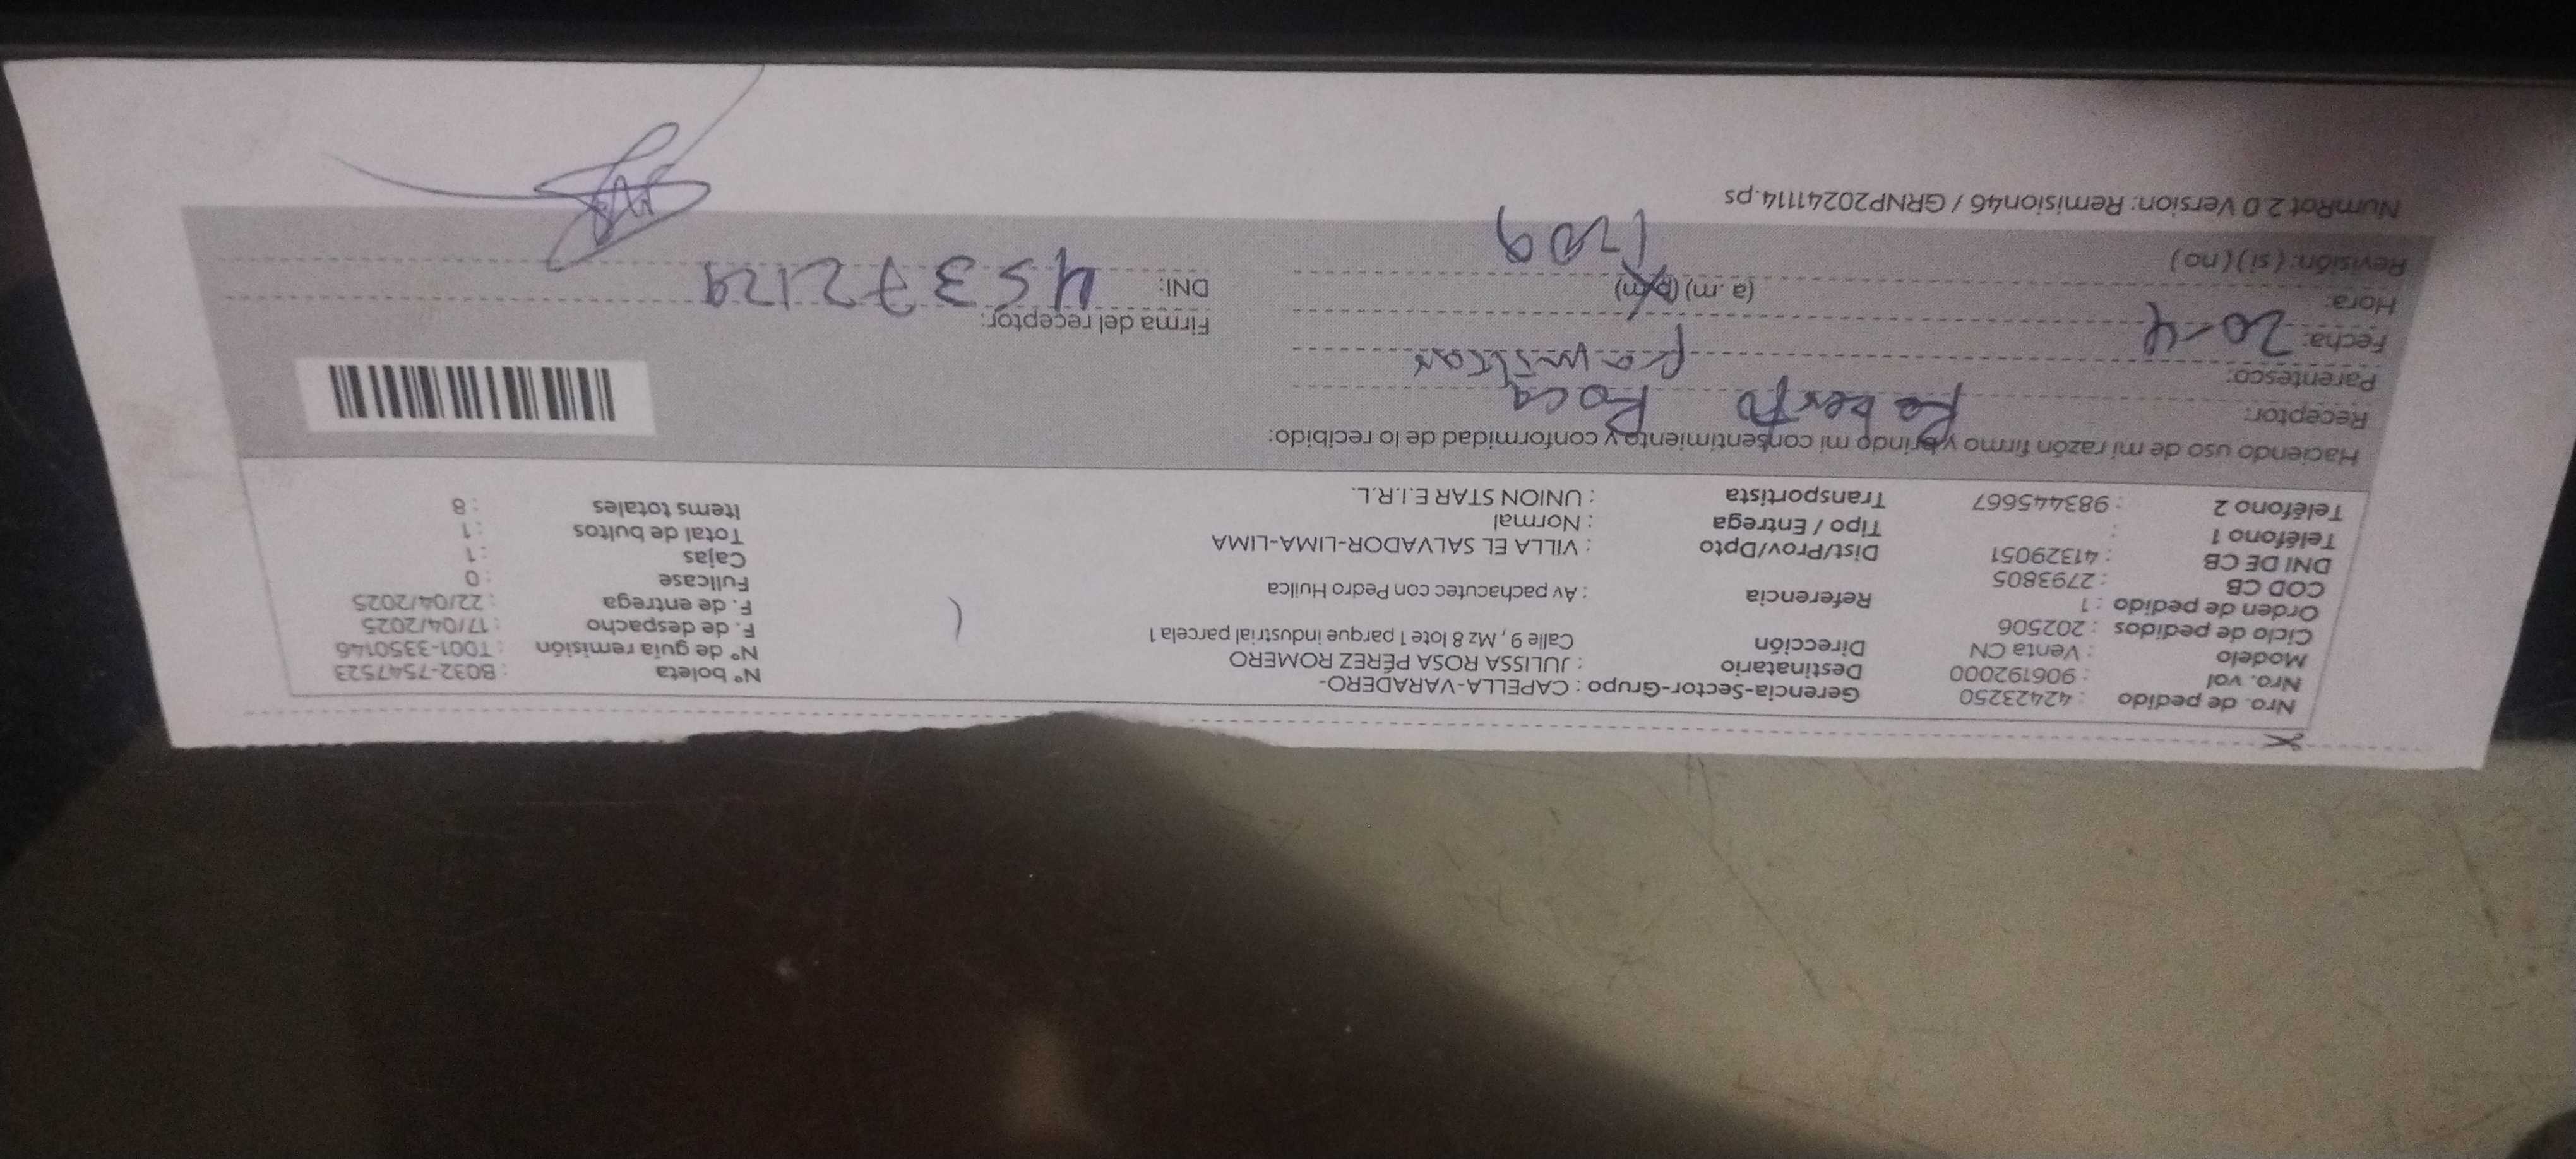 Nro. de pedido : 42423250 Gerencia-Sector-Grupo : CAPELLA-VARADERO- Nº boleta : B032-7547523
Nro. vol : 906192000 Destinatario : JULISSA ROSA PÉREZ ROMERO Nº de guía remisión : T001-3350146
Modelo : Venta CN Dirección Calle 9, Mz 8 lote 1 parque industrial parcela 1 F. de despacho : 17/04/2025
Ciclo de pedidos : 202506 F. de entrega : 22/04/2025
Orden de pedido : 1 Referencia : Av pachacutec con Pedro Huilca Fullcase : 0
COD CB : 2793805 Cajas : 1
DNI DE CB : 41329051 Dist/Prov/Dpto : VILLA EL SALVADOR-LIMA-LIMA Total de bultos : 1
Teléfono 1 : Tipo / Entrega : Normal Items totales : 8
Teléfono 2 : 983445667 Transportista : UNION STAR E.I.R.L.
Haciendo uso de mi razón firmo y brindo mi consentimiento y conformidad de lo recibido:
Receptor: Roberto Roca
Parentesco: familiar
Fecha: 20-4 Firma del receptor:
Hora: (a.m) (p.m) DNI: 45372129
Revisión: (si) (no) 1209
NumRot 2.0 Version: Remision46 / GRNP20241114.ps